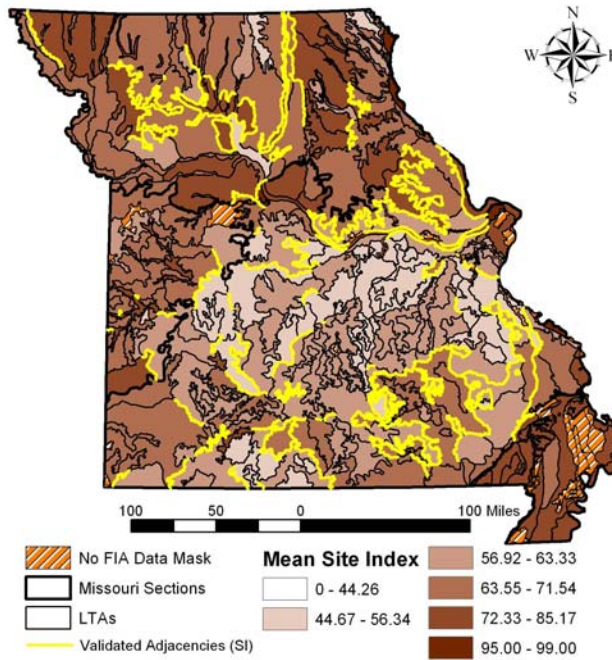 N
W E
S
100 50 0 100 Miles
No FIA Data Mask
Missouri Sections
LTAs
Validated Adjacencies (SI)
Mean Site Index
0 - 44.26
44.67 - 56.34
56.92 - 63.33
63.55 - 71.54
72.33 - 85.17
95.00 - 99.00